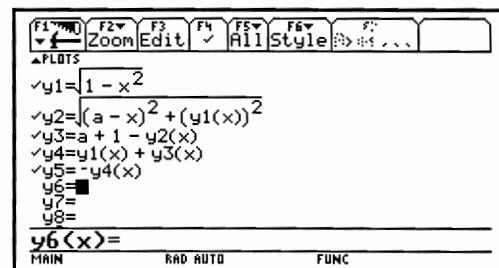 F1 F2▼ Zoom F3 Edit F4 ✓ F5▼ All F6▼ Style
▲PLOTS
✓y1=√(1 - x²)
✓y2=√((a - x)² + (y1(x))²)
✓y3=a + 1 - y2(x)
✓y4=y1(x) + y3(x)
✓y5=⁻y4(x)
y6=
y7=
y8=
y6(x)=
MAIN RAD AUTO FUNC